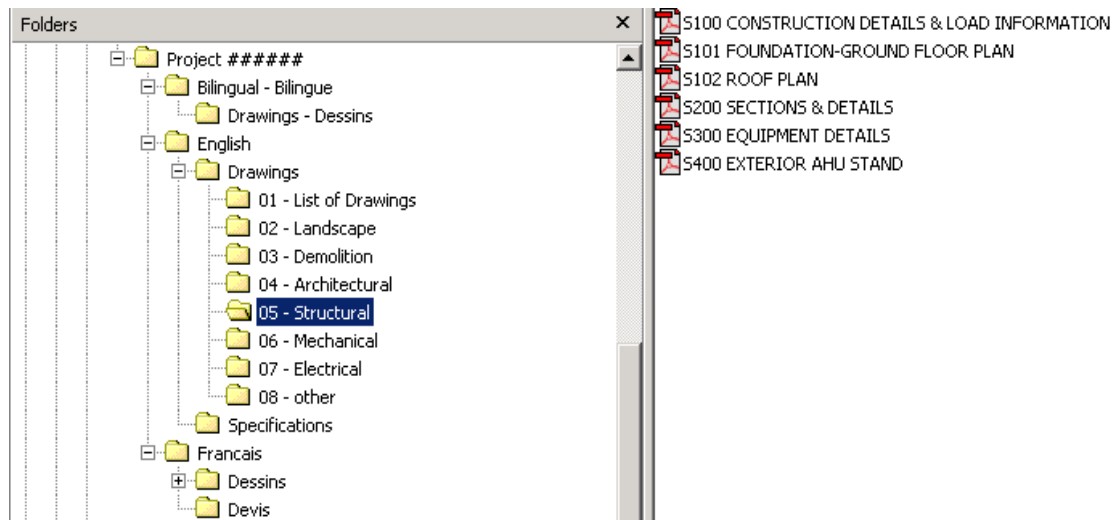 Folders
Project ######
Bilingual - Bilingue
Drawings - Dessins
English
Drawings
01 - List of Drawings
02 - Landscape
03 - Demolition
04 - Architectural
05 - Structural
06 - Mechanical
07 - Electrical
08 - other
Specifications
Francais
Dessins
Devis
S100 CONSTRUCTION DETAILS & LOAD INFORMATION
S101 FOUNDATION-GROUND FLOOR PLAN
S102 ROOF PLAN
S200 SECTIONS & DETAILS
S300 EQUIPMENT DETAILS
S400 EXTERIOR AHU STAND